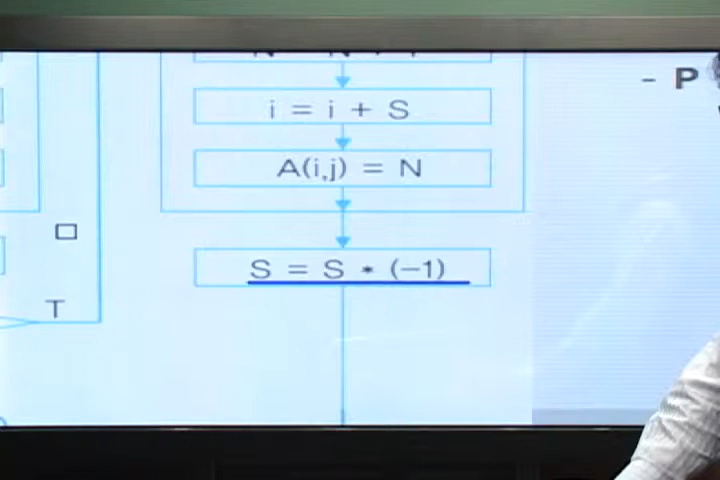 i = i + S
A(i,j) = N
S = S * (-1)
□
T
- P